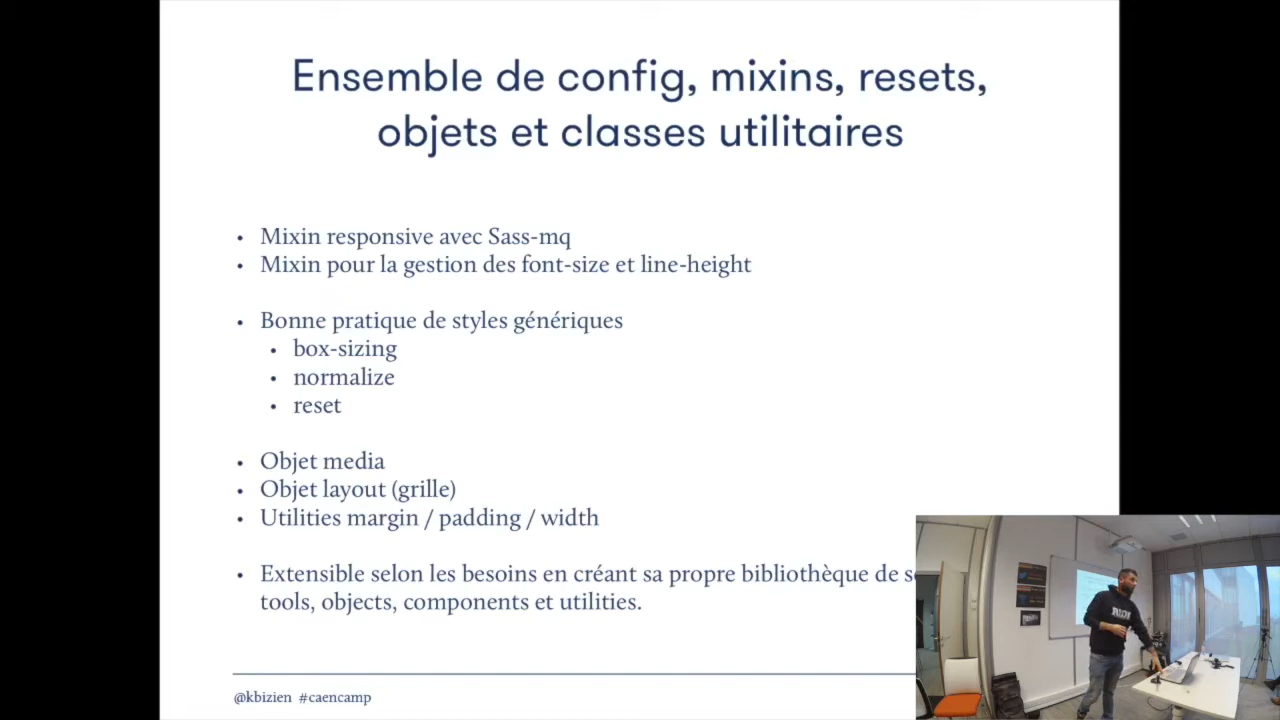 Ensemble de config, mixins, resets,
objets et classes utilitaires
• Mixin responsive avec Sass-mq
• Mixin pour la gestion des font-size et line-height
• Bonne pratique de styles génériques
• box-sizing
• normalize
• reset
• Objet media
• Objet layout (grille)
• Utilities margin / padding / width
• Extensible selon les besoins en créant sa propre bibliothèque de
tools, objects, components et utilities.
@kbizien #caencamp